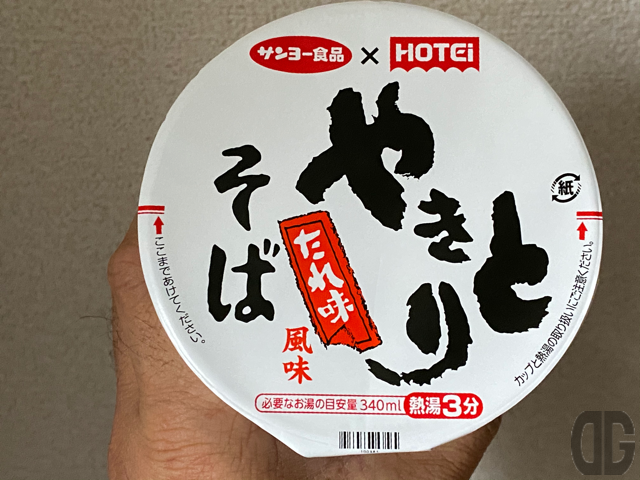 サンヨー食品 × HOTEi
やきとり
たれ味
風味
そば
紙
ここまであけてください。
カップと熱湯の取り扱いにご注意ください。
必要なお湯の目安量 340ml 熱湯3分
DG